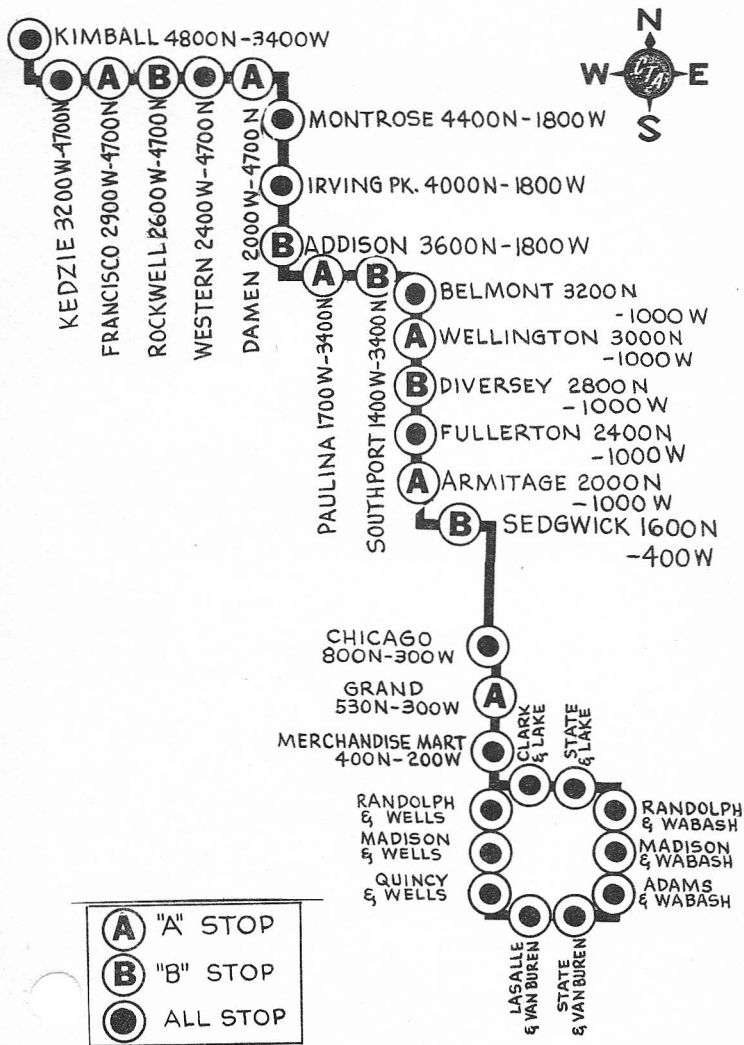 KIMBALL 4800N-3400W
N
W CTA E
S
A B A
KEDZIE 3200W-4700N
FRANCISCO 2900W-4700N
ROCKWELL 2600W-4700N
WESTERN 2400W-4700N
DAMEN 2000W-4700N
MONTROSE 4400N-1800W
IRVING PK. 4000N-1800W
B ADDISON 3600N-1800W
A B
PAULINA 1700W-3400N
SOUTHPORT 1400W-3400N
BELMONT 3200N
-1000W
A WELLINGTON 3000N
-1000W
B DIVERSEY 2800N
-1000W
FULLERTON 2400N
-1000W
A ARMITAGE 2000N
-1000W
B SEDGWICK 1600N
-400W
CHICAGO
800N-300W
GRAND
530N-300W
A
MERCHANDISE MART
400N-200W
CLARK
& LAKE
STATE
& LAKE
RANDOLPH
& WELLS
MADISON
& WELLS
QUINCY
& WELLS
RANDOLPH
& WABASH
MADISON
& WABASH
ADAMS
& WABASH
LASALLE
& VAN BUREN
STATE
& VAN BUREN
A "A" STOP
B "B" STOP
ALL STOP